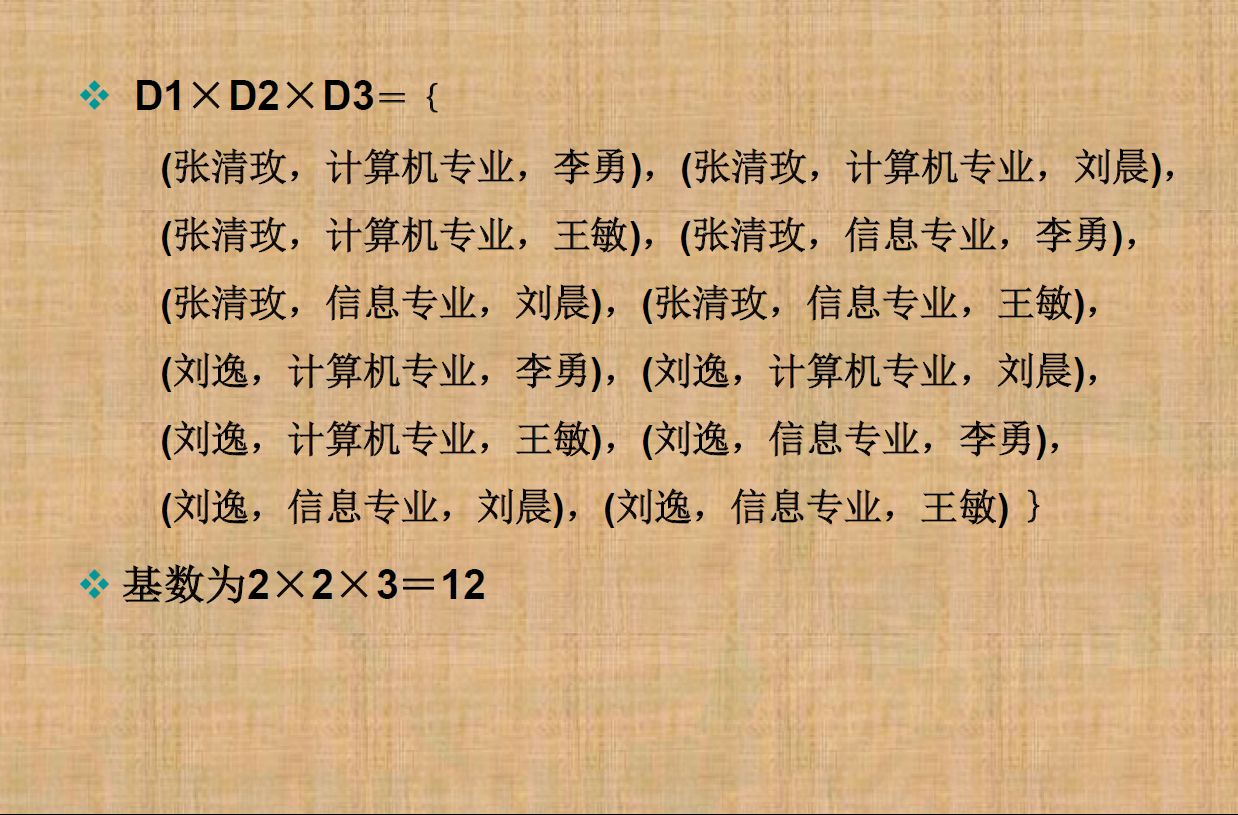 ❖ D1×D2×D3＝｛
(张清玫，计算机专业，李勇)，(张清玫，计算机专业，刘晨)，
(张清玫，计算机专业，王敏)，(张清玫，信息专业，李勇)，
(张清玫，信息专业，刘晨)，(张清玫，信息专业，王敏)，
(刘逸，计算机专业，李勇)，(刘逸，计算机专业，刘晨)，
(刘逸，计算机专业，王敏)，(刘逸，信息专业，李勇)，
(刘逸，信息专业，刘晨)，(刘逸，信息专业，王敏) ｝
❖ 基数为2×2×3＝12